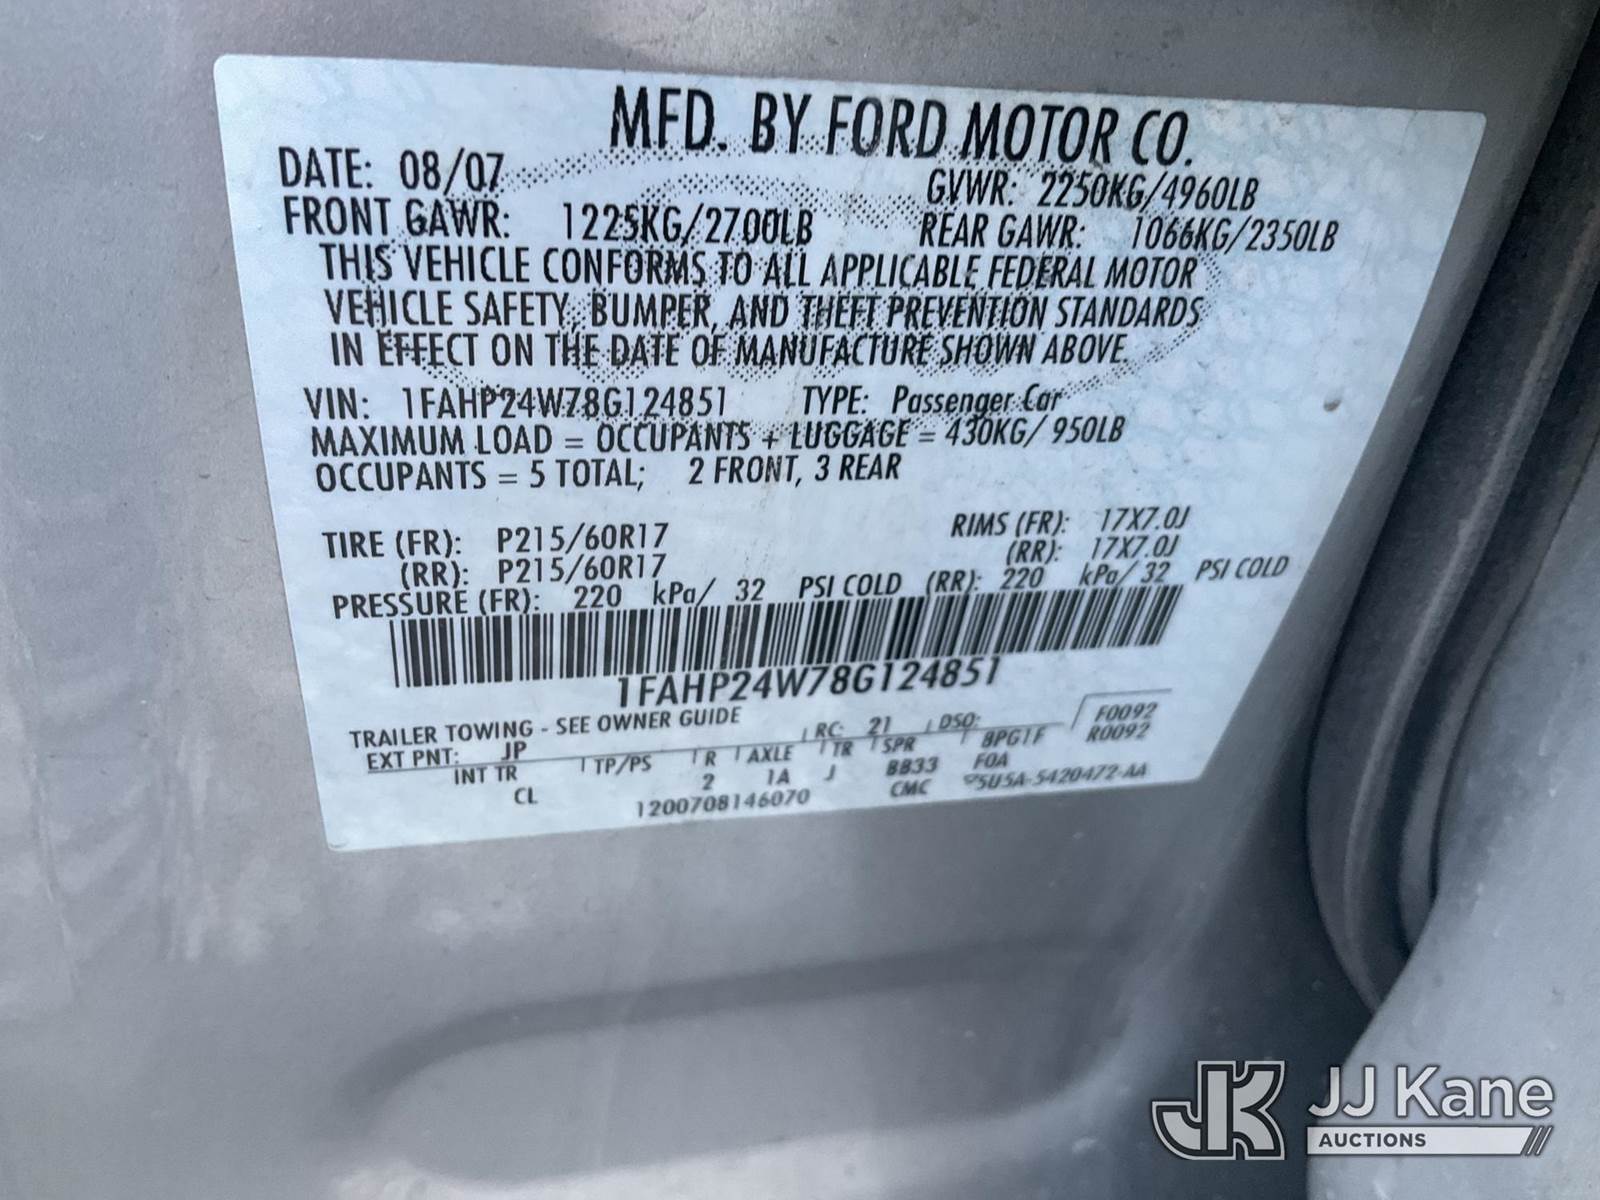 MFD. BY FORD MOTOR CO.
DATE: 08/07 GVWR: 2250KG/4960LB
FRONT GAWR: 1225KG/2700LB REAR GAWR: 1066KG/2350LB
THIS VEHICLE CONFORMS TO ALL APPLICABLE FEDERAL MOTOR
VEHICLE SAFETY, BUMPER, AND THEFT PREVENTION STANDARDS
IN EFFECT ON THE DATE OF MANUFACTURE SHOWN ABOVE.
VIN: 1FAHP24W78G124851 TYPE: Passenger Car
MAXIMUM LOAD = OCCUPANTS + LUGGAGE = 430KG/ 950LB
OCCUPANTS = 5 TOTAL; 2 FRONT, 3 REAR
TIRE (FR): P215/60R17 RIMS (FR): 17X7.0J
(RR): P215/60R17 (RR): 17X7.0J
PRESSURE (FR): 220 kPa/ 32 PSI COLD (RR): 220 kPa/ 32 PSI COLD
1FAHP24W78G124851
TRAILER TOWING - SEE OWNER GUIDE
EXT PNT: JP RC: 21 DSO: F0092
INT TR TP/PS R AXLE TR SPR 8PG1F R0092
CL 2 1A J BB33 FOA
1200708146070 CMC 5U5A-5420472-AA
JK JJ Kane
AUCTIONS